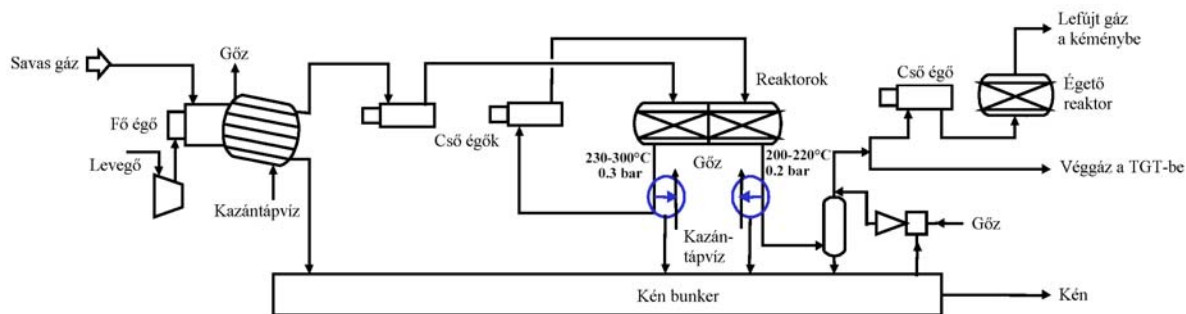 Lefújt gáz
a kéménybe
Gőz
Savas gáz
Cső égő
Reaktorok
Égető
reaktor
Fő égő
Cső égők
Levegő
230-300°C
0.3 bar
Gőz
200-220°C
0.2 bar
Véggáz a TGT-be
Kazántápvíz
Kazán-
tápvíz
Gőz
Kén bunker
Kén